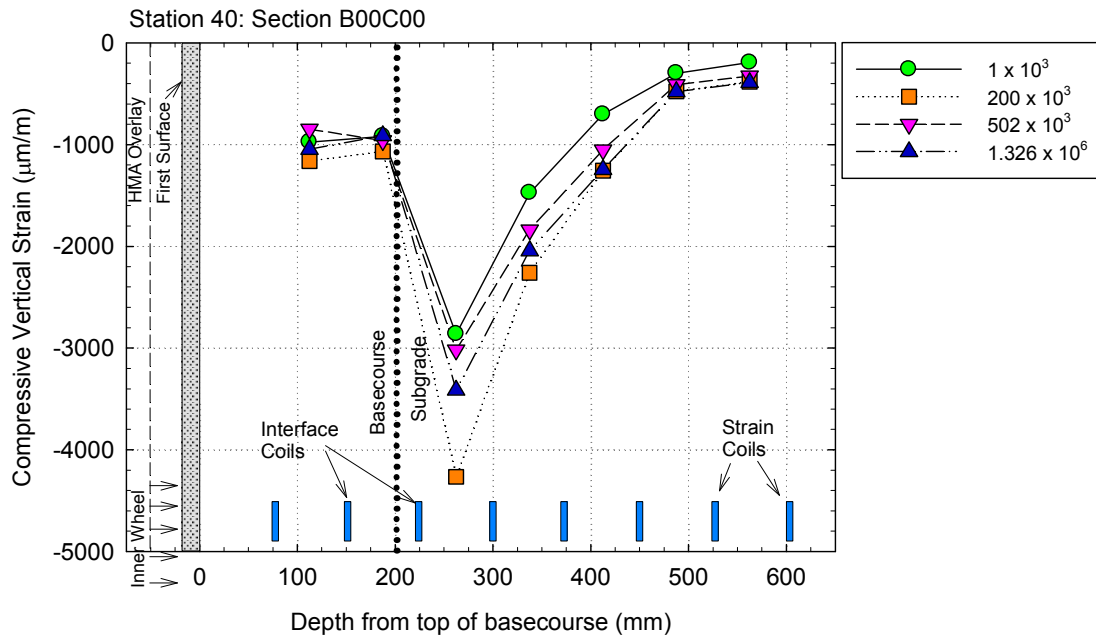 Station 40: Section B00C00
0
-1000
-2000
-3000
-4000
-5000
Compressive Vertical Strain (μm/m)
HMA Overlay
First Surface
Inner Wheel
Basecourse
Subgrade
Interface
Coils
Strain
Coils
0
100
200
300
400
500
600
Depth from top of basecourse (mm)
1 x 10³
200 x 10³
502 x 10³
1.326 x 10⁶